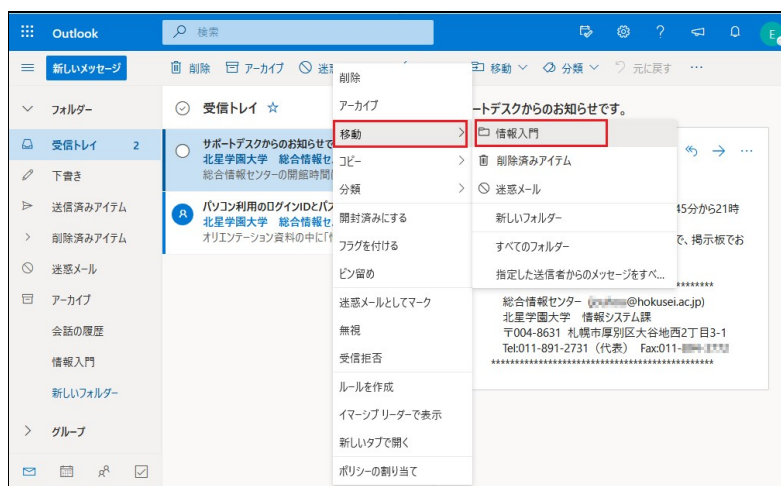 Outlook
検索
E
新しいメッセージ
削除
アーカイブ
迷惑
移動
分類
元に戻す
フォルダー
受信トレイ 2
下書き
送信済みアイテム
削除済みアイテム
迷惑メール
アーカイブ
会話の履歴
情報入門
新しいフォルダー
グループ
受信トレイ
サポートデスクからのお知らせで
北星学園大学 総合情報セ
総合情報センターの開館時間
A
パソコン利用のログインIDとパス
北星学園大学 総合情報セ
オリエンテーション資料の中に「
削除
アーカイブ
移動
コピー
分類
開封済みにする
フラグを付ける
ピン留め
迷惑メールとしてマーク
無視
受信拒否
ルールを作成
イマーシブ リーダーで表示
新しいタブで開く
ポリシーの割り当て
情報入門
削除済みアイテム
迷惑メール
新しいフォルダー
すべてのフォルダー
指定した送信者からのメッセージをすべ...
ートデスクからのお知らせです。
45分から21時
で、掲示板でお
********
総合情報センター ( @hokusei.ac.jp)
北星学園大学 情報システム課
〒004-8631 札幌市厚別区大谷地西2丁目3-1
Tel:011-891-2731（代表） Fax:011-
**************************************************